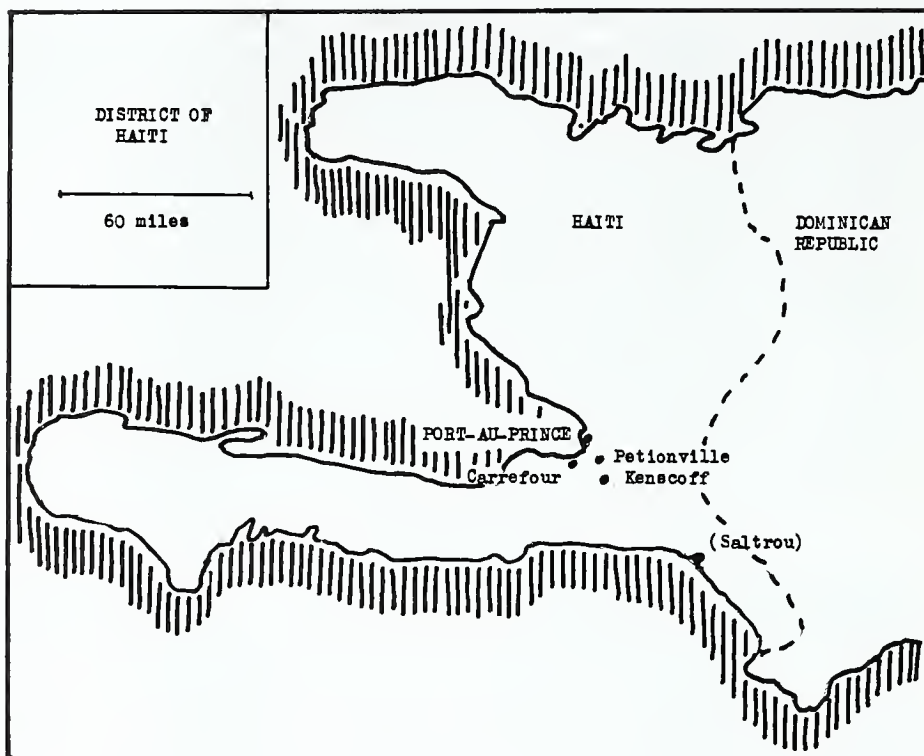 DISTRICT OF
HAITI
60 miles
HAITI
DOMINICAN
REPUBLIC
PORT-AU-PRINCE
Petionville
Carrefour
Kenscoff
(Saltrou)